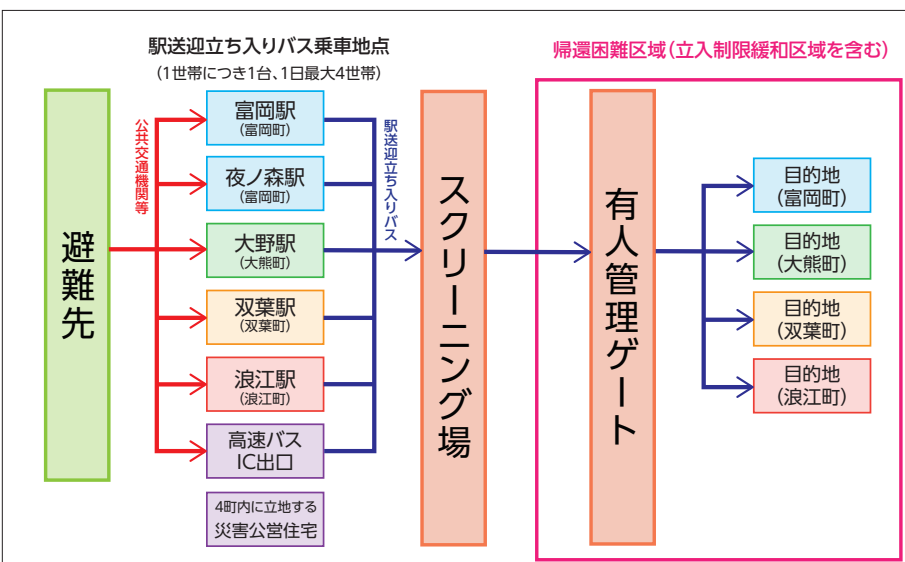 駅送迎立ち入りバス乗車地点
(1世帯につき1台、1日最大4世帯)
帰還困難区域(立入制限緩和区域を含む)
避難先
公共交通機関等
富岡駅
(富岡町)
夜ノ森駅
(富岡町)
大野駅
(大熊町)
双葉駅
(双葉町)
浪江駅
(浪江町)
高速バス
IC出口
4町内に立地する
災害公営住宅
駅送迎立ち入りバス
スクリーニング場
有人管理ゲート
目的地
(富岡町)
目的地
(大熊町)
目的地
(双葉町)
目的地
(浪江町)